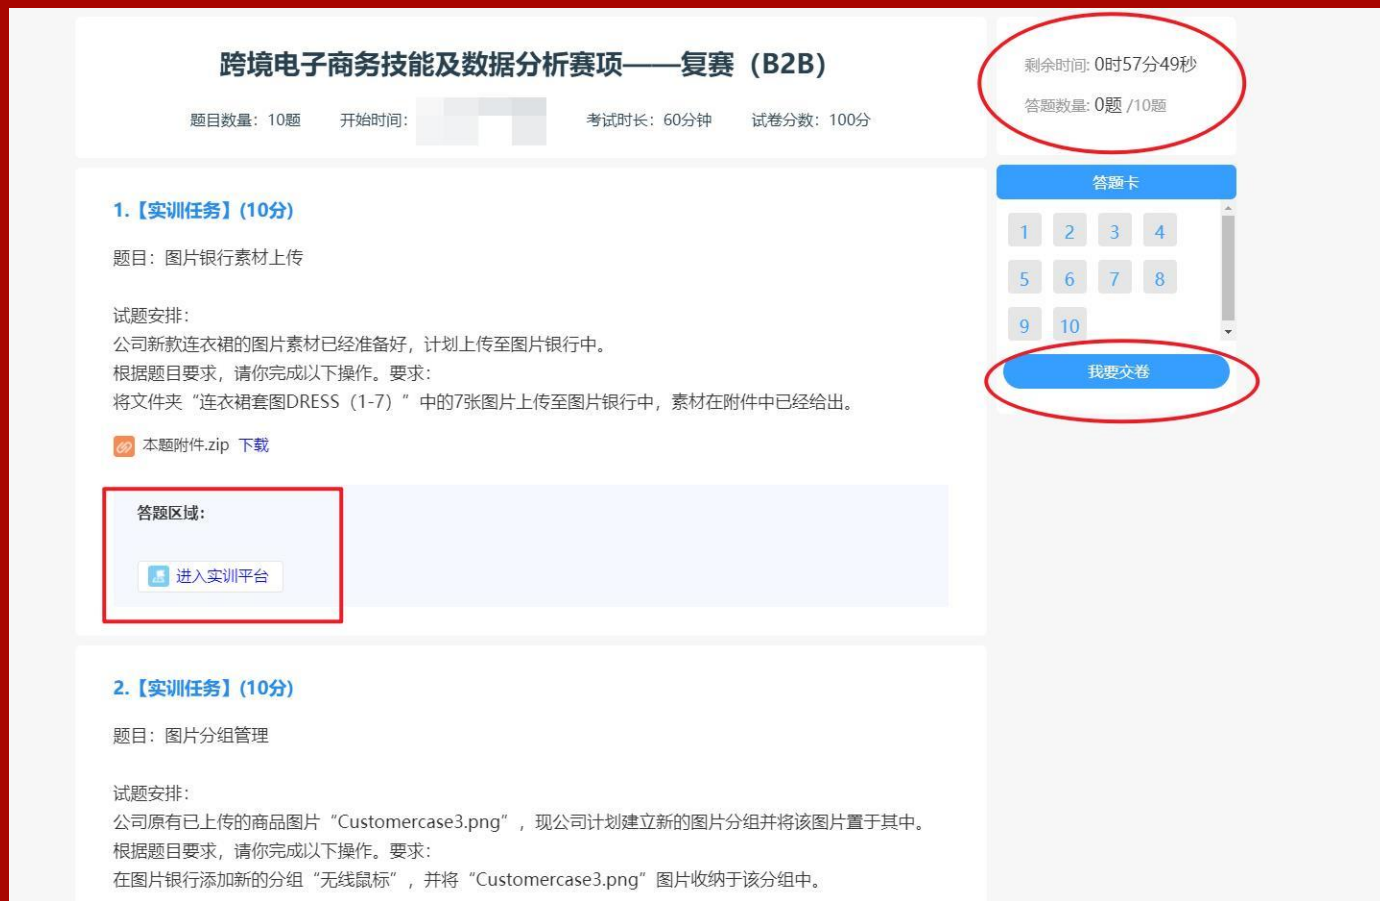 跨境电子商务技能及数据分析赛项——复赛（B2B）
题目数量：10题 开始时间： 考试时长：60分钟 试卷分数：100分
剩余时间: 0时57分49秒
答题数量: 0题 /10题
答题卡
1 2 3 4
5 6 7 8
9 10
我要交卷
1.【实训任务】(10分)
题目：图片银行素材上传
试题安排：
公司新款连衣裙的图片素材已经准备好，计划上传至图片银行中。
根据题目要求，请你完成以下操作。要求：
将文件夹“连衣裙套图DRESS（1-7）”中的7张图片上传至图片银行中，素材在附件中已经给出。
本题附件.zip 下载
答题区域：
进入实训平台
2.【实训任务】(10分)
题目：图片分组管理
试题安排：
公司原有已上传的商品图片“Customercase3.png”，现公司计划建立新的图片分组并将该图片置于其中。
根据题目要求，请你完成以下操作。要求：
在图片银行添加新的分组“无线鼠标”，并将“Customercase3.png”图片收纳于该分组中。